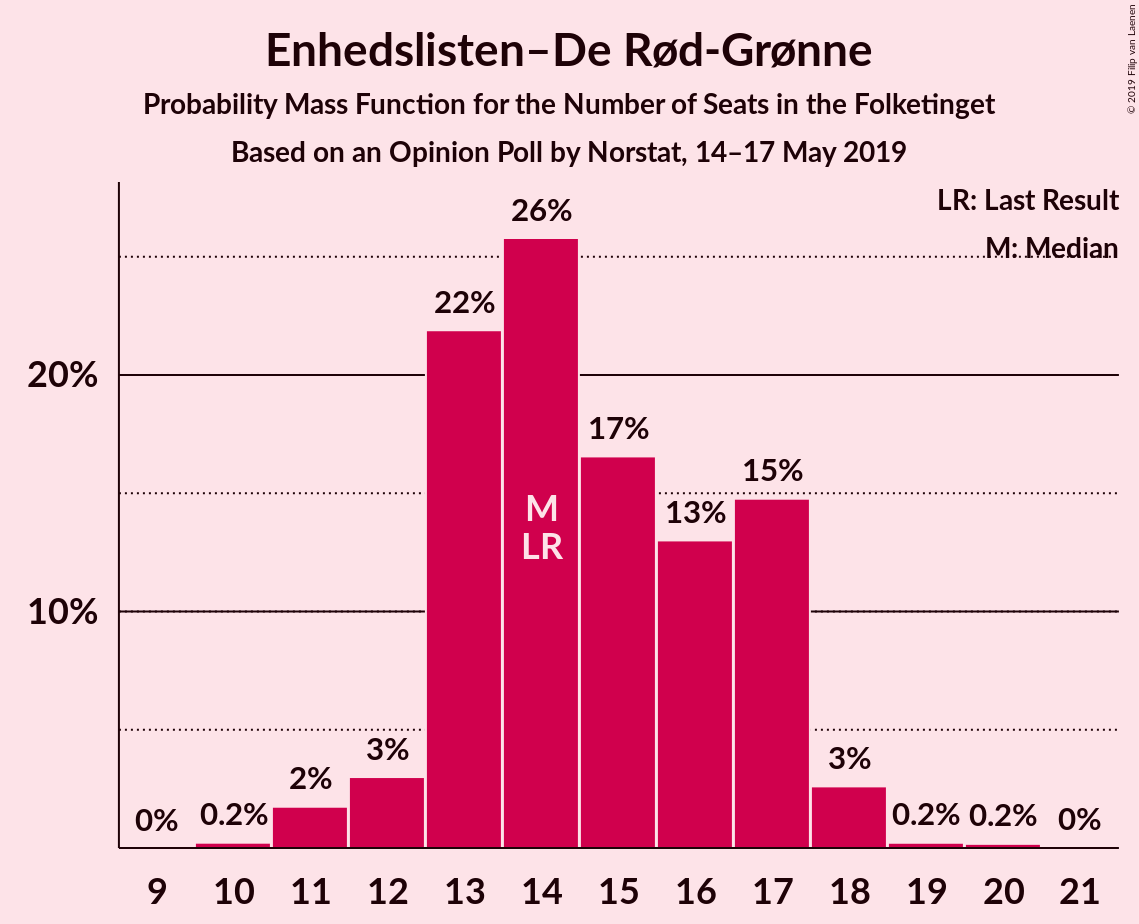 Enhedslisten–De Rød-Grønne
Probability Mass Function for the Number of Seats in the Folketinget
Based on an Opinion Poll by Norstat, 14–17 May 2019
© 2019 Filip van Laenen
LR: Last Result
M: Median
26%
22%
20%
17%
15%
13%
M
LR
10%
3%
3%
2%
0%
0.2%
0.2%
0.2%
0%
9 10 11 12 13 14 15 16 17 18 19 20 21